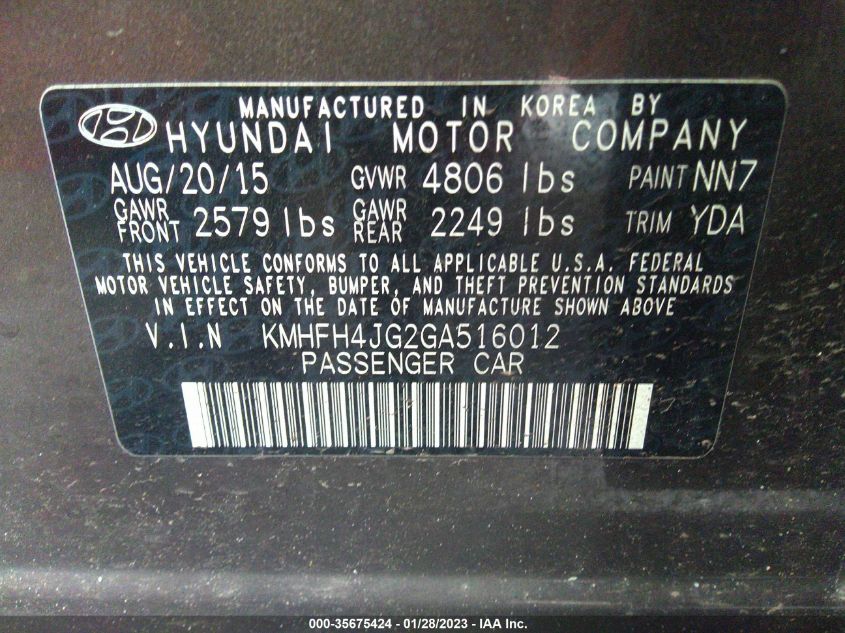 MANUFACTURED IN KOREA BY
HYUNDAI MOTOR COMPANY
AUG/20/15 GVWR 4806 lbs PAINT NN7
GAWR FRONT 2579 lbs GAWR REAR 2249 lbs TRIM YDA
THIS VEHICLE CONFORMS TO ALL APPLICABLE U.S.A. FEDERAL
MOTOR VEHICLE SAFETY, BUMPER, AND THEFT PREVENTION STANDARDS
IN EFFECT ON THE DATE OF MANUFACTURE SHOWN ABOVE
V.I.N KMHFH4JG2GA516012
PASSENGER CAR
000-35675424 - 01/28/2023 - IAA Inc.